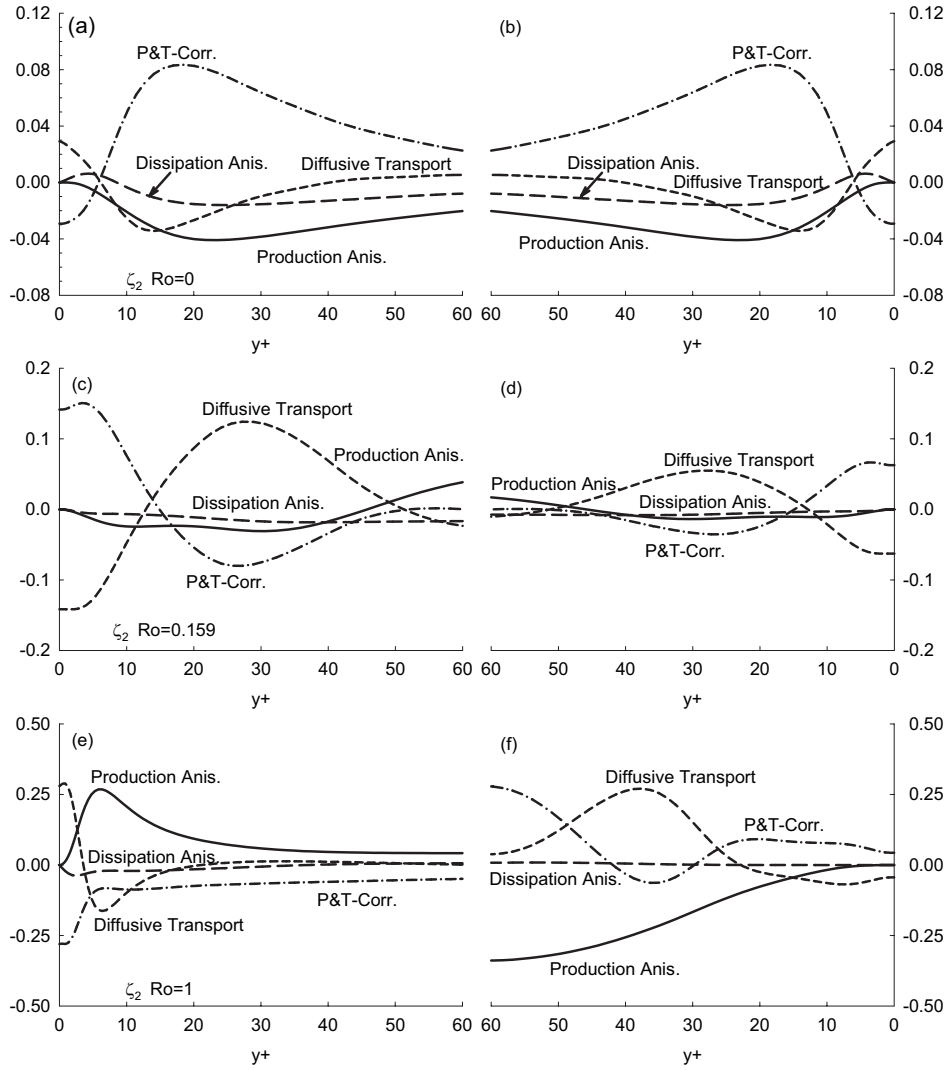 (a)
P&T-Corr.
Dissipation Anis.
Diffusive Transport
Production Anis.
ζ2 Ro=0
0.12
0.08
0.04
0.00
-0.04
-0.08
0 10 20 30 40 50 60
y+
(b)
P&T-Corr.
Dissipation Anis.
Diffusive Transport
Production Anis.
0.12
0.08
0.04
0.00
-0.04
-0.08
60 50 40 30 20 10 0
y+
(c)
Diffusive Transport
Production Anis.
Dissipation Anis.
P&T-Corr.
ζ2 Ro=0.159
0.2
0.1
0.0
-0.1
-0.2
0 10 20 30 40 50 60
y+
(d)
Diffusive Transport
Production Anis.
Dissipation Anis.
P&T-Corr.
0.2
0.1
0.0
-0.1
-0.2
60 50 40 30 20 10 0
y+
(e)
Production Anis.
Dissipation Anis.
P&T-Corr.
Diffusive Transport
ζ2 Ro=1
0.50
0.25
0.00
-0.25
-0.50
0 10 20 30 40 50 60
y+
(f)
Diffusive Transport
P&T-Corr.
Dissipation Anis.
Production Anis.
0.50
0.25
0.00
-0.25
-0.50
60 50 40 30 20 10 0
y+